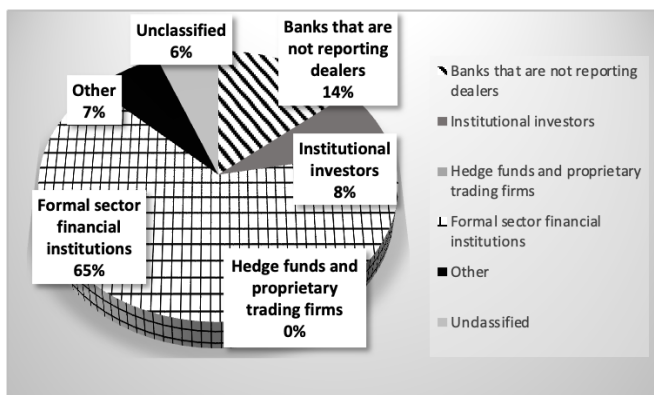 Unclassified
6%
Banks that are
not reporting
dealers
14%
Other
7%
Institutional
investors
8%
Formal sector
financial
institutions
65%
Hedge funds and
proprietary
trading firms
0%
Banks that are not reporting
dealers
Institutional investors
Hedge funds and proprietary
trading firms
Formal sector financial
institutions
Other
Unclassified